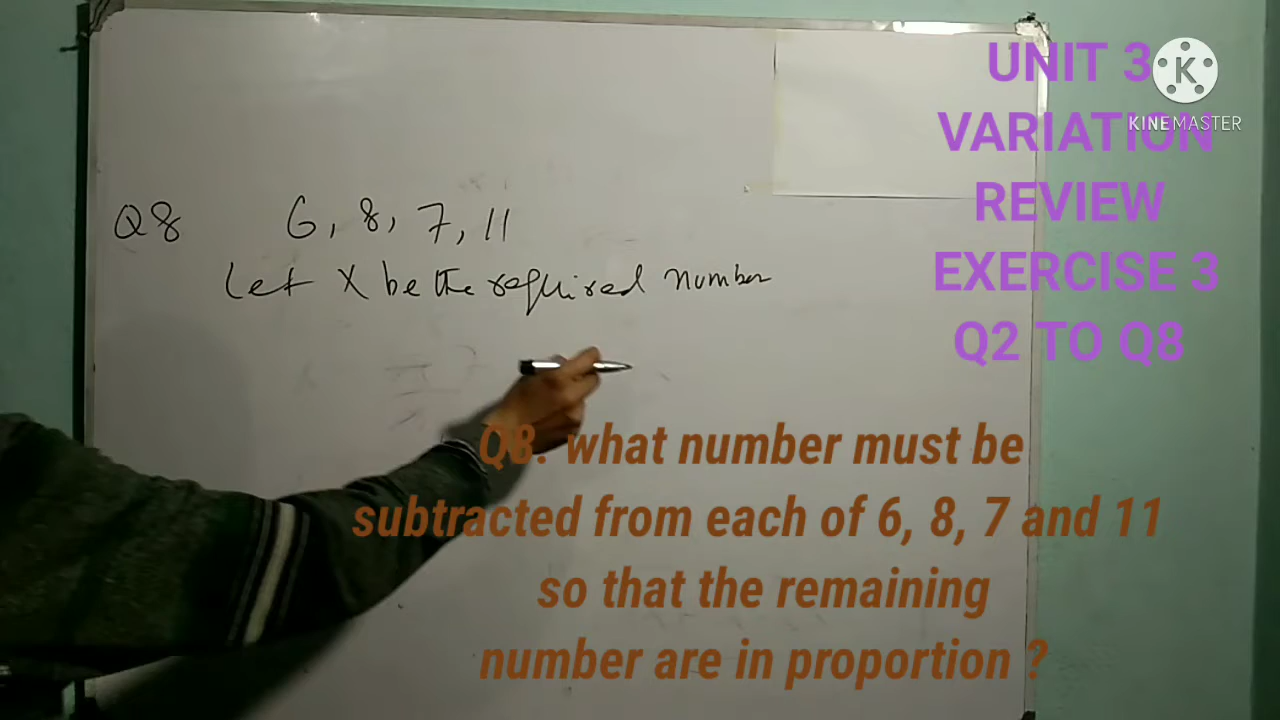 Q8 6, 8, 7, 11
Let X be the required number
UNIT 3
VARIATION
REVIEW
EXERCISE 3
Q2 TO Q8
K
KINEMASTER
Q8. what number must be
subtracted from each of 6, 8, 7 and 11
so that the remaining
number are in proportion ?